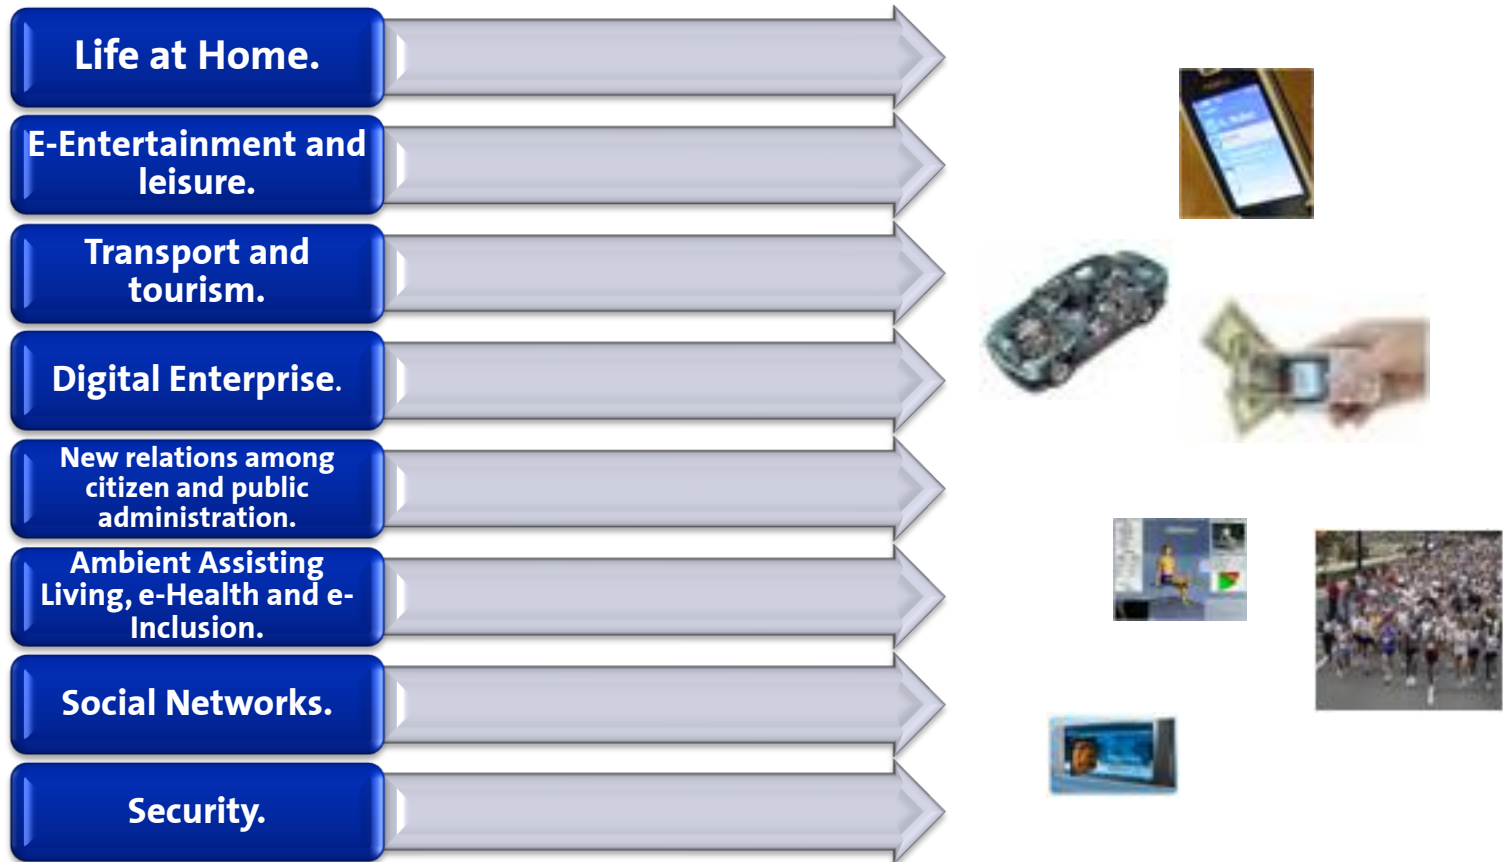 Life at Home.
E-Entertainment and
leisure.
Transport and
tourism.
Digital Enterprise.
New relations among
citizen and public
administration.
Ambient Assisting
Living, e-Health and e-
Inclusion.
Social Networks.
Security.